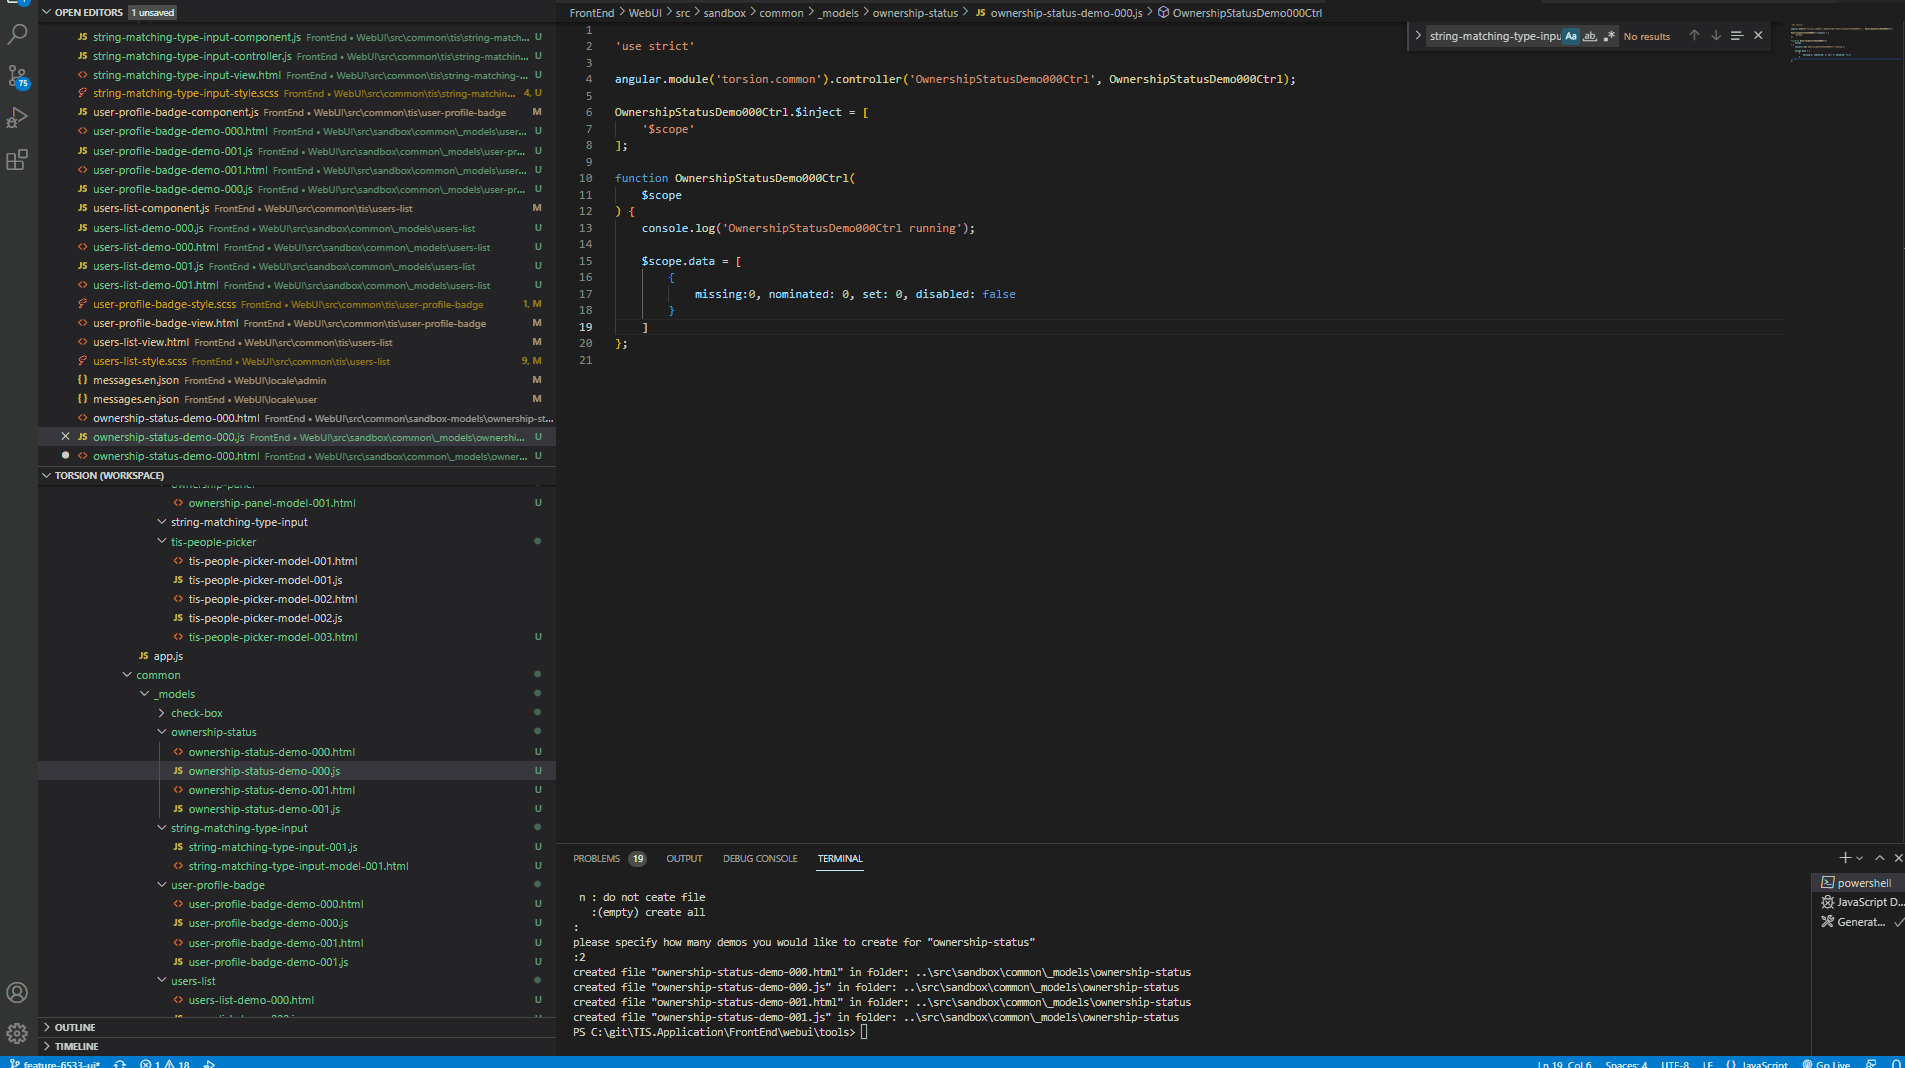 OPEN EDITORS 1 unsaved
JS string-matching-type-input-component.js FrontEnd • WebUI\src\common\tis\string-match... U
JS string-matching-type-input-controller.js FrontEnd • WebUI\src\common\tis\string-matchin... U
<> string-matching-type-input-view.html FrontEnd • WebUI\src\common\tis\string-matching-... U
string-matching-type-input-style.scss FrontEnd • WebUI\src\common\tis\string-matchin... 4, U
JS user-profile-badge-component.js FrontEnd • WebUI\src\common\tis\user-profile-badge M
<> user-profile-badge-demo-000.html FrontEnd • WebUI\src\sandbox\common\_models\user... U
JS user-profile-badge-demo-001.js FrontEnd • WebUI\src\sandbox\common\_models\user-pr... U
<> user-profile-badge-demo-001.html FrontEnd • WebUI\src\sandbox\common\_models\user... U
JS user-profile-badge-demo-000.js FrontEnd • WebUI\src\sandbox\common\_models\user-pr... U
JS users-list-component.js FrontEnd • WebUI\src\common\tis\users-list M
JS users-list-demo-000.js FrontEnd • WebUI\src\sandbox\common\_models\users-list U
<> users-list-demo-000.html FrontEnd • WebUI\src\sandbox\common\_models\users-list U
JS users-list-demo-001.js FrontEnd • WebUI\src\sandbox\common\_models\users-list U
<> users-list-demo-001.html FrontEnd • WebUI\src\sandbox\common\_models\users-list U
user-profile-badge-style.scss FrontEnd • WebUI\src\common\tis\user-profile-badge 1, M
<> user-profile-badge-view.html FrontEnd • WebUI\src\common\tis\user-profile-badge M
<> users-list-view.html FrontEnd • WebUI\src\common\tis\users-list M
users-list-style.scss FrontEnd • WebUI\src\common\tis\users-list 9, M
{} messages.en.json FrontEnd • WebUI\locale\admin M
{} messages.en.json FrontEnd • WebUI\locale\user M
<> ownership-status-demo-000.html FrontEnd • WebUI\src\common\sandbox-models\ownership-st...
JS ownership-status-demo-000.js FrontEnd • WebUI\src\sandbox\common\_models\ownershi... U
<> ownership-status-demo-000.html FrontEnd • WebUI\src\sandbox\common\_models\owner... U
TORSION (WORKSPACE)
ownership-panel
<> ownership-panel-model-001.html U
string-matching-type-input
tis-people-picker
<> tis-people-picker-model-001.html
JS tis-people-picker-model-001.js
<> tis-people-picker-model-002.html
JS tis-people-picker-model-002.js
<> tis-people-picker-model-003.html U
JS app.js
common
_models
check-box
ownership-status
<> ownership-status-demo-000.html U
JS ownership-status-demo-000.js U
<> ownership-status-demo-001.html U
JS ownership-status-demo-001.js U
string-matching-type-input
JS string-matching-type-input-001.js U
<> string-matching-type-input-model-001.html U
user-profile-badge
<> user-profile-badge-demo-000.html U
JS user-profile-badge-demo-000.js U
<> user-profile-badge-demo-001.html U
JS user-profile-badge-demo-001.js U
users-list
<> users-list-demo-000.html U
OUTLINE
TIMELINE
75
FrontEnd > WebUI > src > sandbox > common > _models > ownership-status > JS ownership-status-demo-000.js > OwnershipStatusDemo000Ctrl
string-matching-type-inpu Aa ab .* No results
1
2 'use strict'
3
4 angular.module('torsion.common').controller('OwnershipStatusDemo000Ctrl', OwnershipStatusDemo000Ctrl);
5
6 OwnershipStatusDemo000Ctrl.$inject = [
7 '$scope'
8 ];
9
10 function OwnershipStatusDemo000Ctrl(
11 $scope
12 ) {
13 console.log('OwnershipStatusDemo000Ctrl running');
14
15 $scope.data = [
16 {
17 missing:0, nominated: 0, set: 0, disabled: false
18 }
19 ]
20 };
21
PROBLEMS 19 OUTPUT DEBUG CONSOLE TERMINAL
n : do not ceate file
:(empty) create all
:
please specify how many demos you would like to create for "ownership-status"
:2
created file "ownership-status-demo-000.html" in folder: ..\src\sandbox\common\_models\ownership-status
created file "ownership-status-demo-000.js" in folder: ..\src\sandbox\common\_models\ownership-status
created file "ownership-status-demo-001.html" in folder: ..\src\sandbox\common\_models\ownership-status
created file "ownership-status-demo-001.js" in folder: ..\src\sandbox\common\_models\ownership-status
PS C:\git\TIS.Application\FrontEnd\webui\tools>
powershell
JavaScript D...
Generat...
feature-6533-ui* 1 18
Ln 19, Col 6 Spaces: 4 UTF-8 LF {} JavaScript Go Live